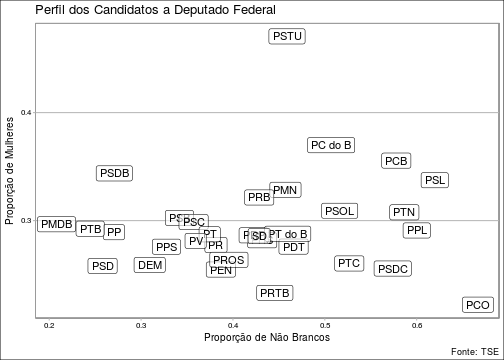 Perfil dos Candidatos a Deputado Federal
PSTU
0.4
PC do B
PCB
PSDB
PSL
PMN
PRB
PSOL
PTN
0.3
PMDB
PSC
PTB
PP
PT
PT do B
PPL
SD
PV
PR
PPS
PDT
PROS
PSD
DEM
PEN
PTC
PSDC
PRTB
PCO
0.2
0.3
0.4
0.5
0.6
Proporção de Mulheres
Proporção de Não Brancos
Fonte: TSE